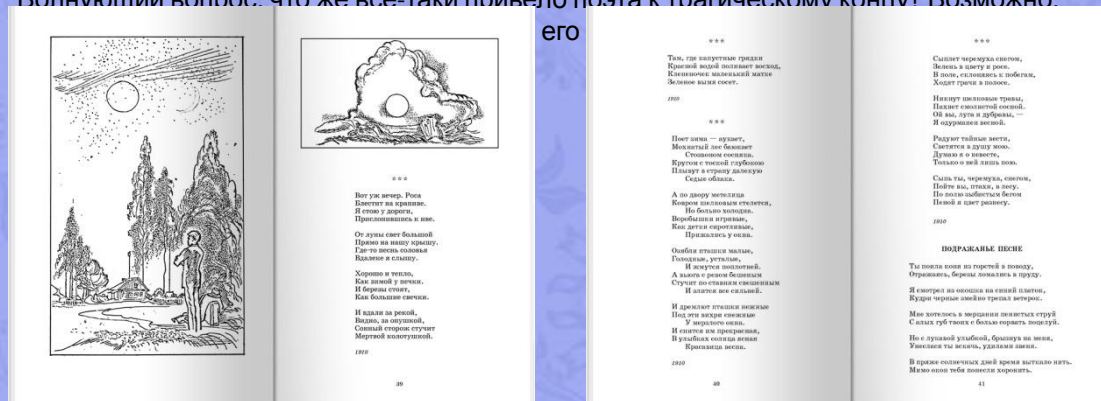 Волнующий вопрос, что же все-таки привело поэта к трагическому концу? Возможно,
его
* * *
Вот уж вечер. Роса
Блестит на крапиве.
Я стою у дороги,
Прислонившись к иве.
От луны свет большой
Прямо на нашу крышу.
Где-то песнь соловья
Вдалеке я слышу.
Хорошо и тепло,
Как зимой у печки.
И березы стоят,
Как большие свечки.
И вдали за рекой,
Видно, за опушкой,
Сонный сторож стучит
Мертвой колотушкой.
1910
39
* * *
Там, где капустные грядки
Красной водой поливает восход,
Клененочек маленький матке
Зеленое вымя сосет.
1910
* * *
Поет зима — аукает,
Мохнатый лес баюкает
Стозвоном сосняка.
Кругом с тоской глубокою
Плывут в страну далекую
Седые облака.
А по двору метелица
Ковром шелковым стелется,
Но больно холодна.
Воробышки игривые,
Как детки сиротливые,
Прижались у окна.
Озябли пташки малые,
Голодные, усталые,
И жмутся поплотней.
А вьюга с ревом бешеным
Стучит по ставням свешенным
И злится все сильней.
И дремлют пташки нежные
Под эти вихри снежные
У мерзлого окна.
И снится им прекрасная,
В улыбках солнца ясная
Красавица весна.
1910
40
* * *
Сыплет черемуха снегом,
Зелень в цвету и росе.
В поле, склоняясь к побегам,
Ходят грачи в полосе.
Никнут шелковые травы,
Пахнет смолистой сосной.
Ой вы, луга и дубравы, —
Я одурманен весной.
Радуют тайные вести,
Светятся в душу мою.
Думаю я о невесте,
Только о ней лишь пою.
Сыпь ты, черемуха, снегом,
Пойте вы, птахи, в лесу.
По полю зыбистым бегом
Пеной я цвет разнесу.
1910
ПОДРАЖАНЬЕ ПЕСНЕ
Ты поила коня из горстей в поводу,
Отражаясь, березы ломались в пруду.
Я смотрел из окошка на синий платок,
Кудри черные змейно трепал ветерок.
Мне хотелось в мерцании пенистых струй
С алых губ твоих с болью сорвать поцелуй.
Но с лукавой улыбкой, брызнув на меня,
Унеслася ты вскачь, удилами звеня.
В пряже солнечных дней время выткало нить.
Мимо окон тебя понесли хоронить.
41